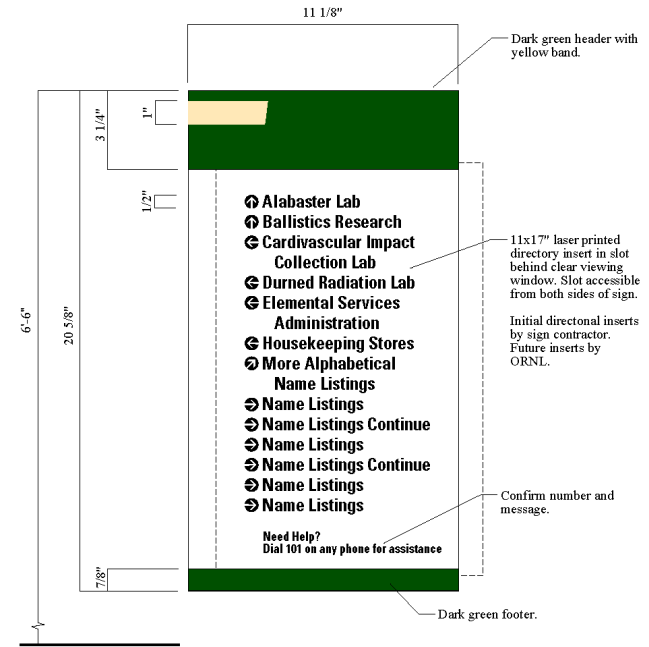 11 1/8"
Dark green header with
yellow band.
1"
3 1/4"
1/2"
6'-6"
20 5/8"
7/8"
Alabaster Lab
Ballistics Research
Cardivascular Impact
Collection Lab
Durned Radiation Lab
Elemental Services
Administration
Housekeeping Stores
More Alphabetical
Name Listings
Name Listings
Name Listings Continue
Name Listings
Name Listings Continue
Name Listings
Name Listings
Need Help?
Dial 101 on any phone for assistance
11x17" laser printed
directory insert in slot
behind clear viewing
window. Slot accessible
from both sides of sign.
Initial directonal inserts
by sign contractor.
Future inserts by
ORNL.
Confirm number and
message.
Dark green footer.